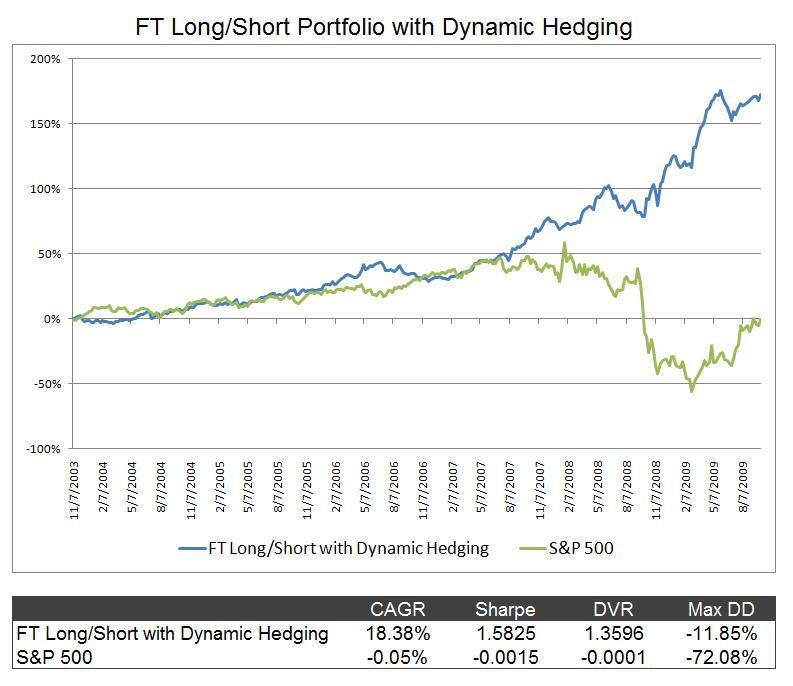 FT Long/Short Portfolio with Dynamic Hedging
200%
150%
100%
50%
0%
-50%
-100%
11/7/2003 2/7/2004 5/7/2004 8/7/2004 11/7/2004 2/7/2005 5/7/2005 8/7/2005 11/7/2005 2/7/2006 5/7/2006 8/7/2006 11/7/2006 2/7/2007 5/7/2007 8/7/2007 11/7/2007 2/7/2008 5/7/2008 8/7/2008 11/7/2008 2/7/2009 5/7/2009 8/7/2009
FT Long/Short with Dynamic Hedging S&P 500
CAGR Sharpe DVR Max DD
FT Long/Short with Dynamic Hedging 18.38% 1.5825 1.3596 -11.85%
S&P 500 -0.05% -0.0015 -0.0001 -72.08%